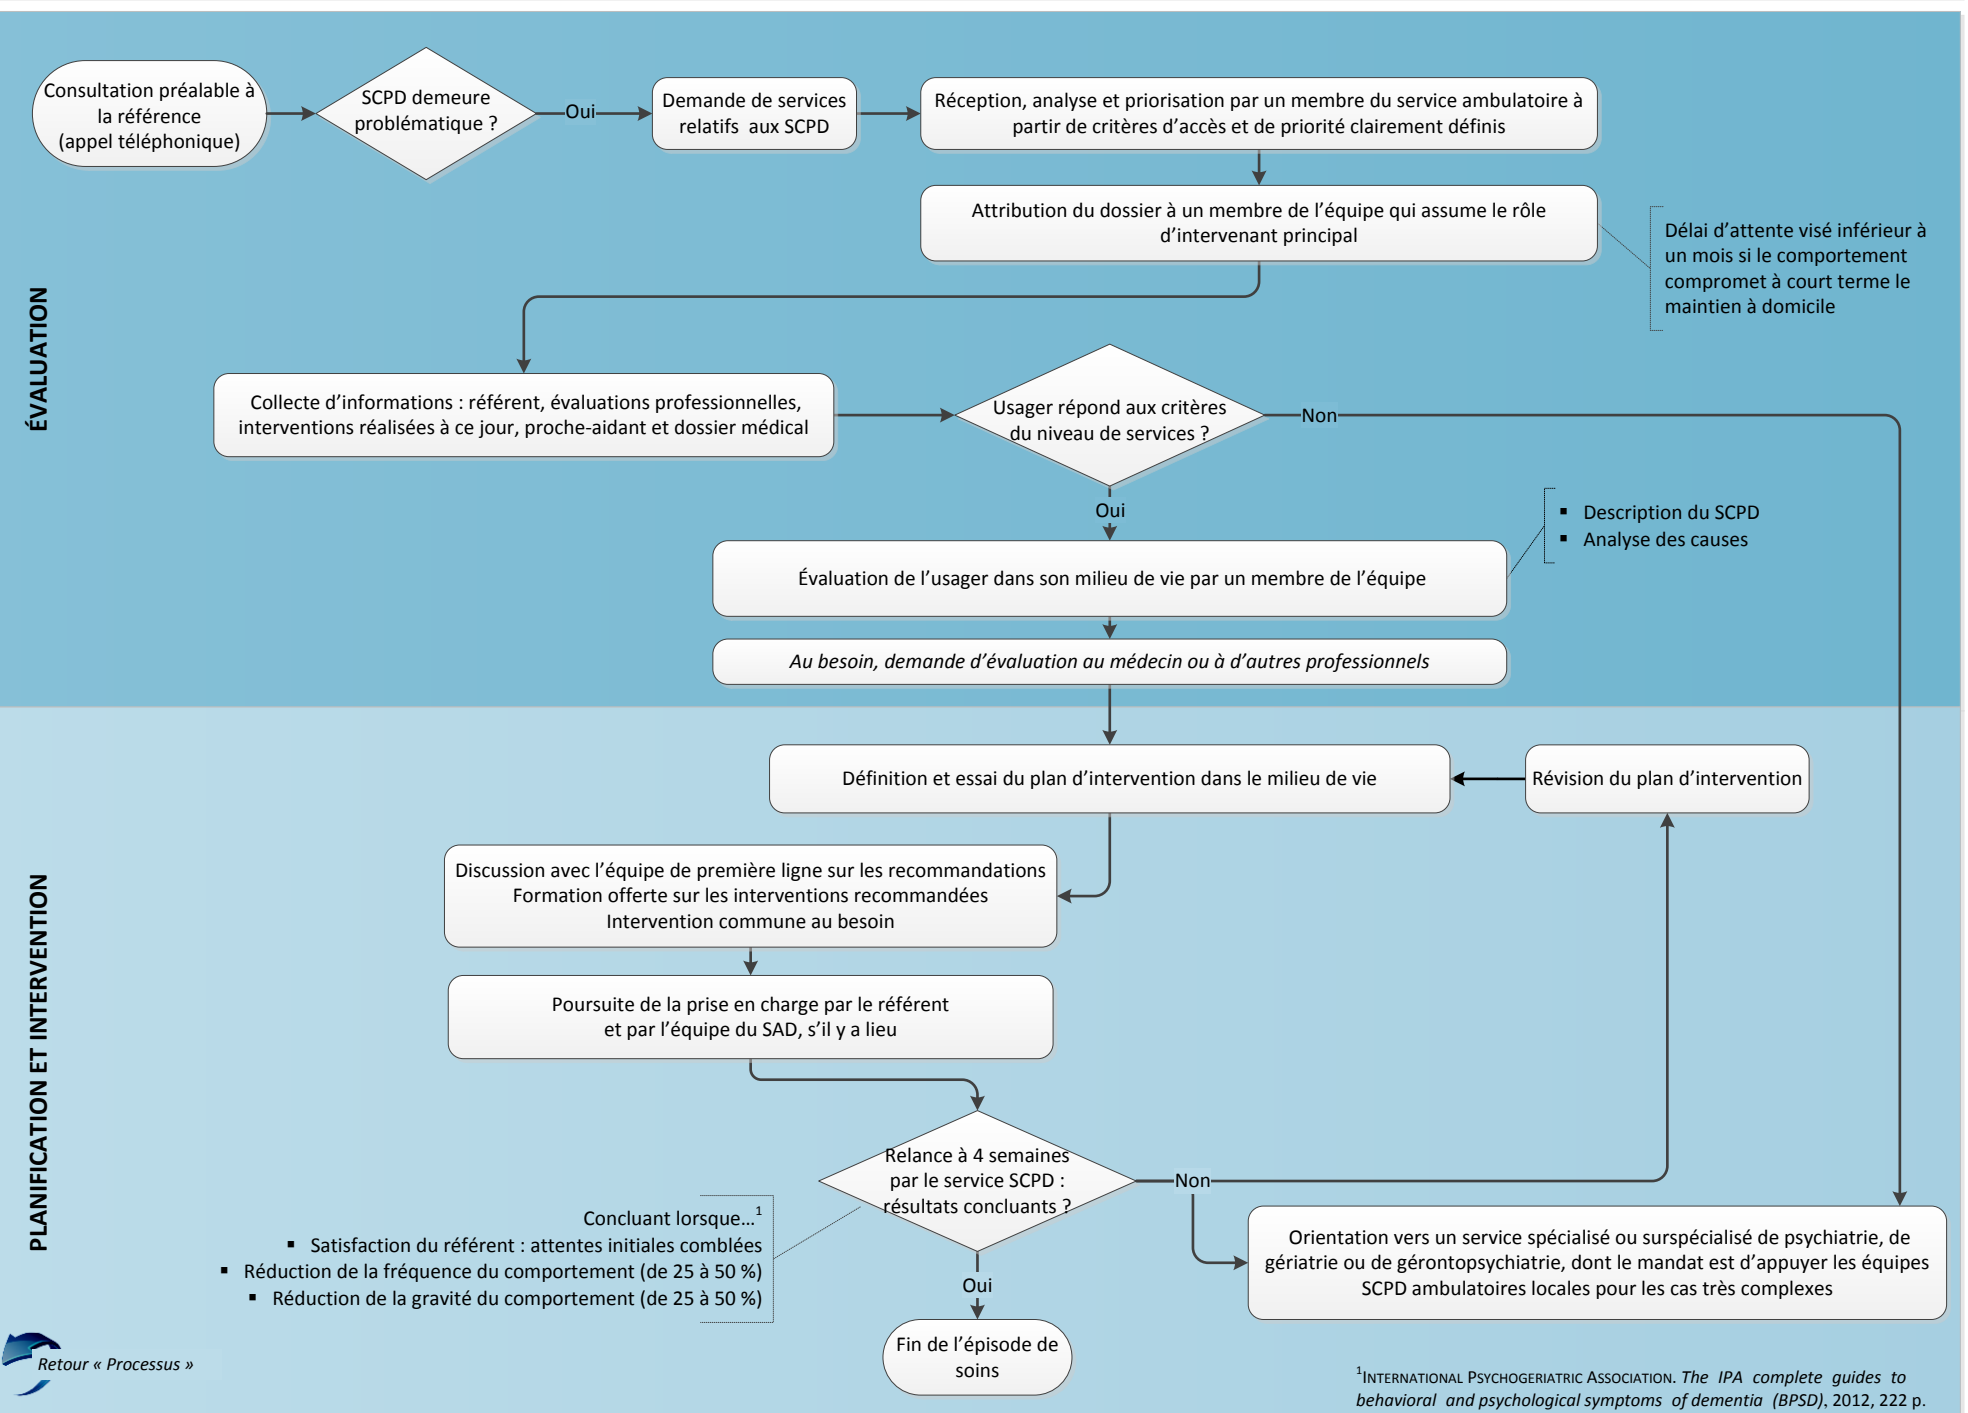 Consultation préalable à
la référence
(appel téléphonique)
SCPD demeure
problématique ?
Oui
Demande de services
relatifs aux SCPD
Réception, analyse et priorisation par un membre du service ambulatoire à
partir de critères d’accès et de priorité clairement définis
Attribution du dossier à un membre de l’équipe qui assume le rôle
d’intervenant principal
Délai d’attente visé inférieur à
un mois si le comportement
compromet à court terme le
maintien à domicile
ÉVALUATION
Collecte d’informations : référent, évaluations professionnelles,
interventions réalisées à ce jour, proche-aidant et dossier médical
Usager répond aux critères
du niveau de services ?
Non
Oui
▪ Description du SCPD
▪ Analyse des causes
Évaluation de l’usager dans son milieu de vie par un membre de l’équipe
Au besoin, demande d’évaluation au médecin ou à d’autres professionnels
Définition et essai du plan d’intervention dans le milieu de vie
Révision du plan d’intervention
PLANIFICATION ET INTERVENTION
Discussion avec l’équipe de première ligne sur les recommandations
Formation offerte sur les interventions recommandées
Intervention commune au besoin
Poursuite de la prise en charge par le référent
et par l’équipe du SAD, s’il y a lieu
Relance à 4 semaines
par le service SCPD :
résultats concluants ?
Non
Concluant lorsque...¹
▪ Satisfaction du référent : attentes initiales comblées
▪ Réduction de la fréquence du comportement (de 25 à 50 %)
▪ Réduction de la gravité du comportement (de 25 à 50 %)
Orientation vers un service spécialisé ou surspécialisé de psychiatrie, de
gériatrie ou de gérontopsychiatrie, dont le mandat est d’appuyer les équipes
SCPD ambulatoires locales pour les cas très complexes
Oui
Fin de l’épisode de
soins
Retour « Processus »
¹INTERNATIONAL PSYCHOGERIATRIC ASSOCIATION. The IPA complete guides to
behavioral and psychological symptoms of dementia (BPSD), 2012, 222 p.